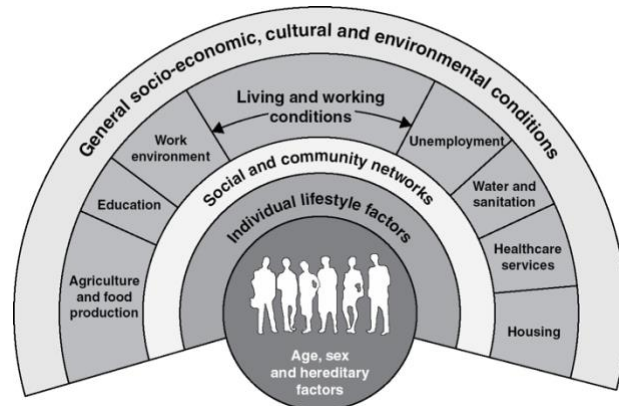 General socio-economic, cultural and environmental conditions
Living and working
conditions
Work
environment
Unemployment
Education
Water and
sanitation
Agriculture
and food
production
Healthcare
services
Housing
Social and community networks
Individual lifestyle factors
Age, sex
and hereditary
factors